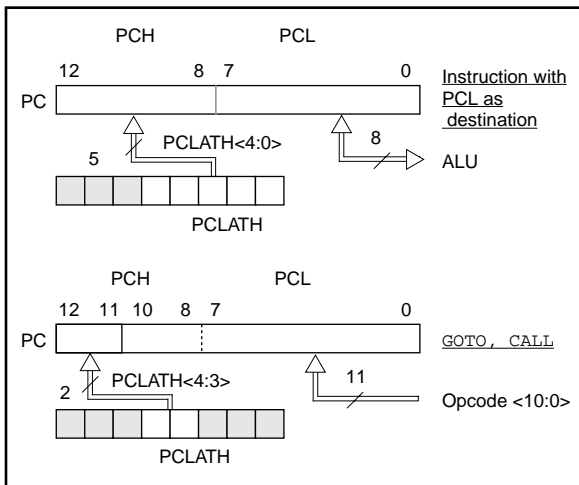 PCH PCL
12 8 7 0
PC
Instruction with
PCL as
destination
PCLATH<4:0>
5
8
ALU
PCLATH
PCH PCL
12 11 10 8 7 0
PC
GOTO, CALL
PCLATH<4:3>
2
11
Opcode <10:0>
PCLATH